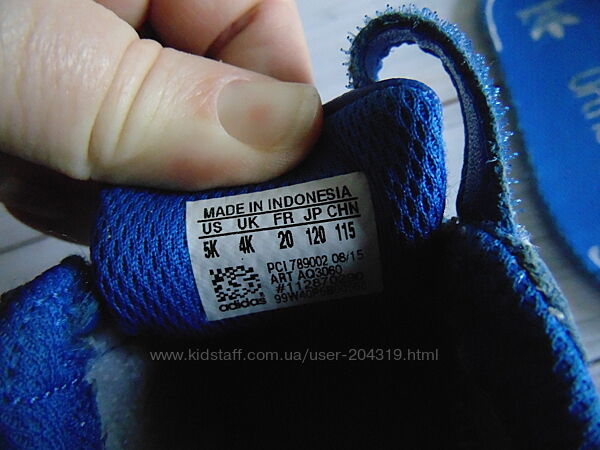 MADE IN INDONESIA
US UK FR JP CHN
5K 4K 20 120 115
PCI 789002 08/15
ART AQ3060
adidas
www.kidstaff.com.ua/user-204319.html